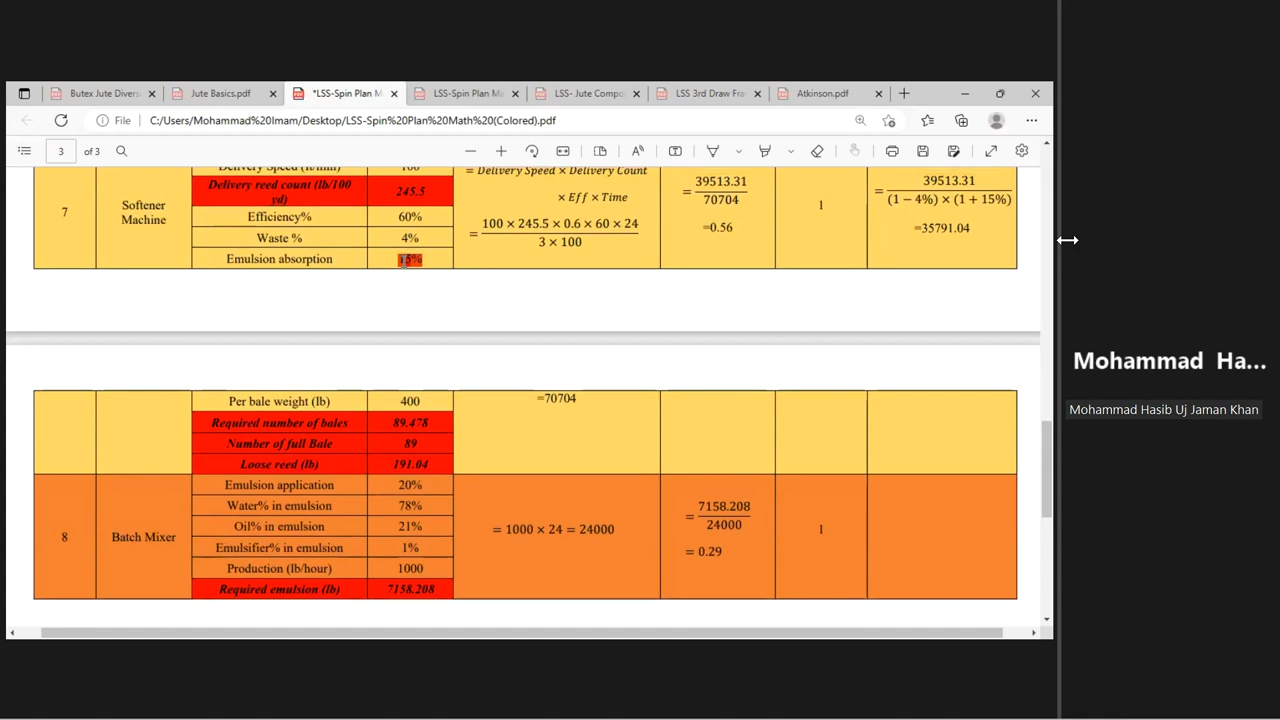 Butex Jute Divers
Jute Basics.pdf
*LSS-Spin Plan M
LSS-Spin Plan Ma
LSS- Jute Compo
LSS 3rd Draw Fra
Atkinson.pdf
File
C:/Users/Mohammad%20Imam/Desktop/LSS-Spin%20Plan%20Math%20(Colored).pdf
3 of 3
Delivery Speed (ft/min) 100
= Delivery Speed × Delivery Count
× Eff × Time
= 100 × 245.5 × 0.6 × 60 × 24
3 × 100
7
Softener
Machine
Delivery reed count (lb/100
yd)
245.5
Efficiency% 60%
Waste % 4%
Emulsion absorption 15%
= 39513.31
70704
=0.56
1
= 39513.31
(1 − 4%) × (1 + 15%)
=35791.04
Per bale weight (lb) 400
=70704
Required number of bales 89.478
Number of full Bale 89
Loose reed (lb) 191.04
8
Batch Mixer
Emulsion application 20%
Water% in emulsion 78%
Oil% in emulsion 21%
Emulsifier% in emulsion 1%
Production (lb/hour) 1000
Required emulsion (lb) 7158.208
= 1000 × 24 = 24000
= 7158.208
24000
= 0.29
1
Mohammad Ha...
Mohammad Hasib Uj Jaman Khan